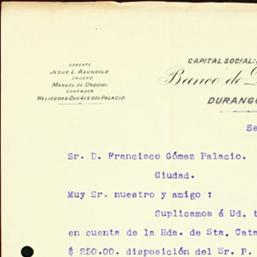 GERENTE
JESUS L. ASÚNSOLO
CAJERO
MANUEL DE URQUIDI
CONTADOR
HELIODORO DUEÑES DEL PALACIO.
CAPITAL SOCIAL
Banco de
DURANGO
Se
Sr. D. Francisco Gómez Palacio.
Ciudad.
Muy Sr. nuestro y amigo :
Suplicamos á Ud. t
en cuenta de la Hda. de Sta. Cata
$ 250.00. disposición del Sr. P.